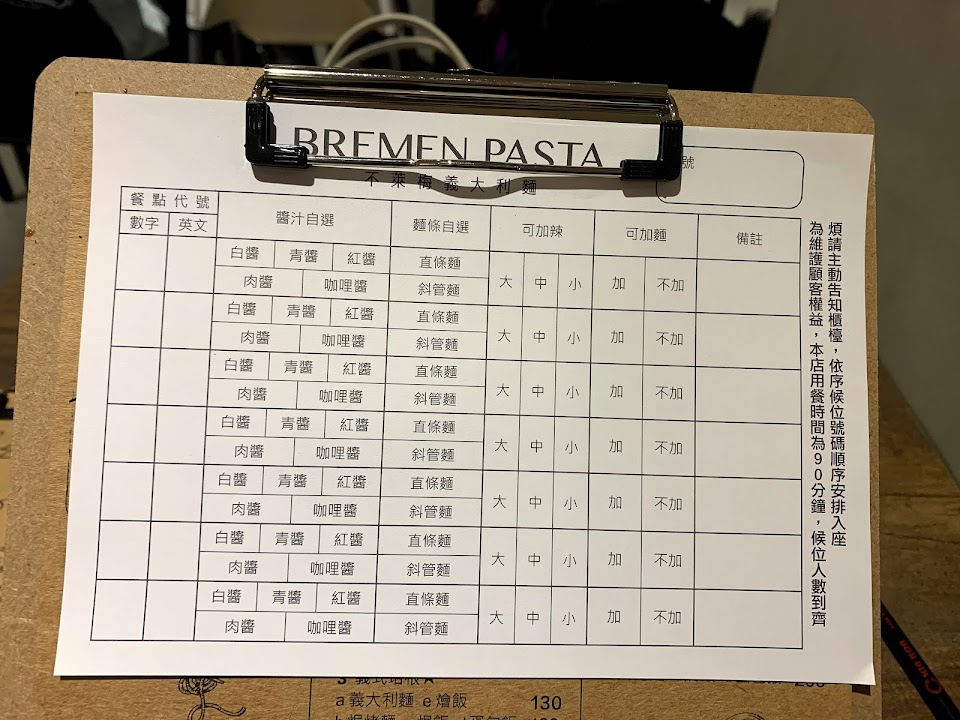 BREMEN PASTA
不萊梅義大利麵
號
餐點代號 醬汁自選 麵條自選 可加辣 可加麵 備註
數字 英文
白醬 青醬 紅醬 直條麵
肉醬 咖哩醬 斜管麵 大 中 小 加 不加
白醬 青醬 紅醬 直條麵
肉醬 咖哩醬 斜管麵 大 中 小 加 不加
白醬 青醬 紅醬 直條麵
肉醬 咖哩醬 斜管麵 大 中 小 加 不加
白醬 青醬 紅醬 直條麵
肉醬 咖哩醬 斜管麵 大 中 小 加 不加
白醬 青醬 紅醬 直條麵
肉醬 咖哩醬 斜管麵 大 中 小 加 不加
白醬 青醬 紅醬 直條麵
肉醬 咖哩醬 斜管麵 大 中 小 加 不加
白醬 青醬 紅醬 直條麵
肉醬 咖哩醬 斜管麵 大 中 小 加 不加
煩請主動告知櫃檯，依序候位號碼順序安排入座
為維護顧客權益，本店用餐時間為90分鐘，候位人數到齊
a 義大利麵 e 燴飯 130